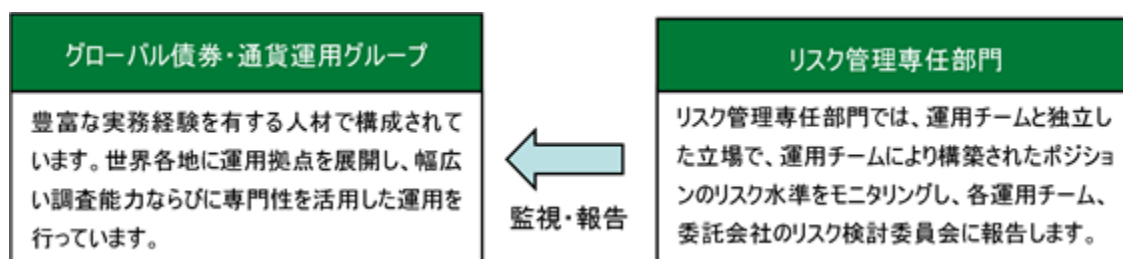 グローバル債券・通貨運用グループ
豊富な実務経験を有する人材で構成されて
います。世界各地に運用拠点を展開し、幅広
い調査能力ならびに専門性を活用した運用を
行っています。
監視・報告
リスク管理専任部門
リスク管理専任部門では、運用チームと独立し
た立場で、運用チームにより構築されたポジショ
ンのリスク水準をモニタリングし、各運用チーム、
委託会社のリスク検討委員会に報告します。